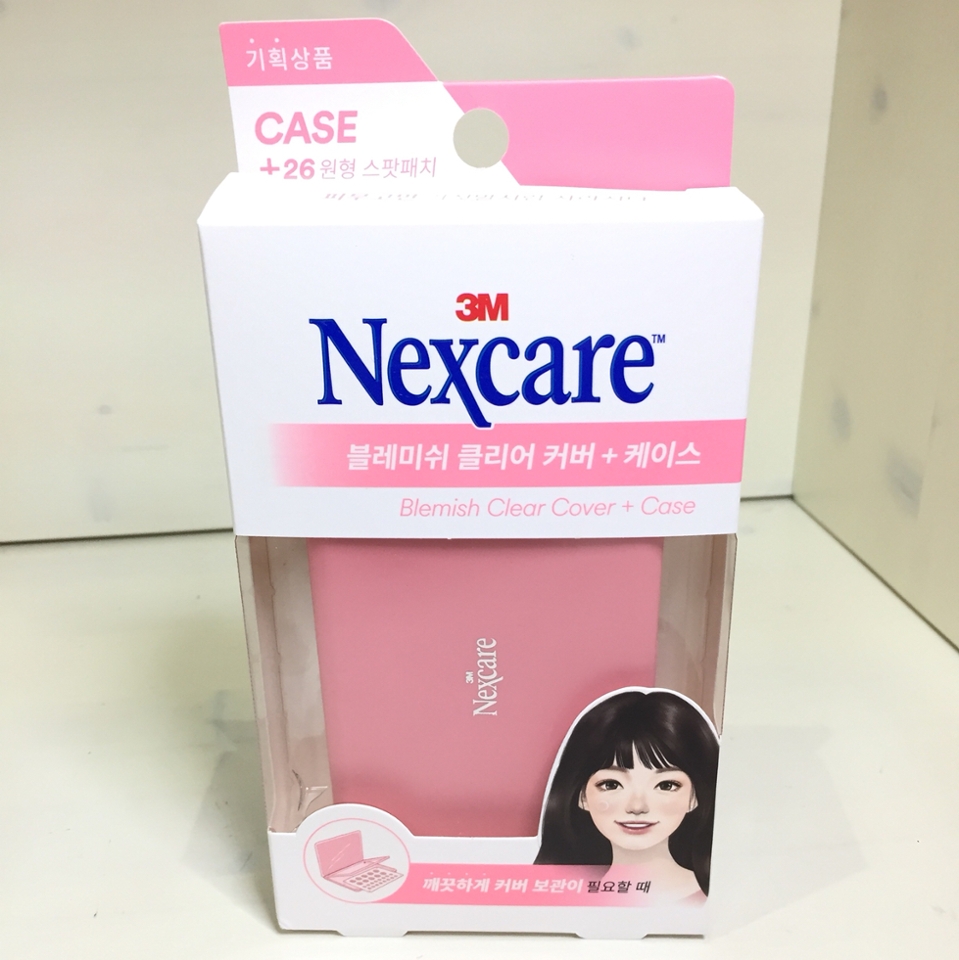 기획상품
CASE
+26 원형 스팟패치
3M
Nexcare™
블레미쉬 클리어 커버 + 케이스
Blemish Clear Cover + Case
3M
Nexcare
깨끗하게 커버 보관이 필요할 때